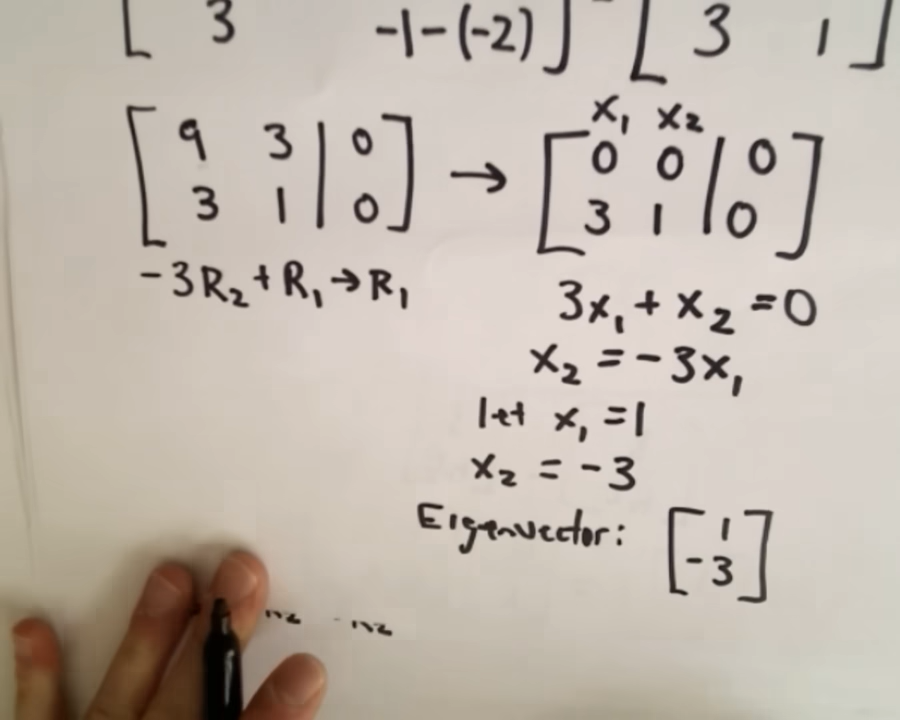 [ 3 -1-(-2) ] [ 3 1 ]
x₁ x₂
[ 9 3 | 0 ] → [ 0 0 | 0 ]
[ 3 1 | 0 ] [ 3 1 | 0 ]
-3R₂ + R₁ → R₁
3x₁ + x₂ = 0
x₂ = -3x₁
let x₁ = 1
x₂ = -3
Eigenvector: [ 1
-3 ]